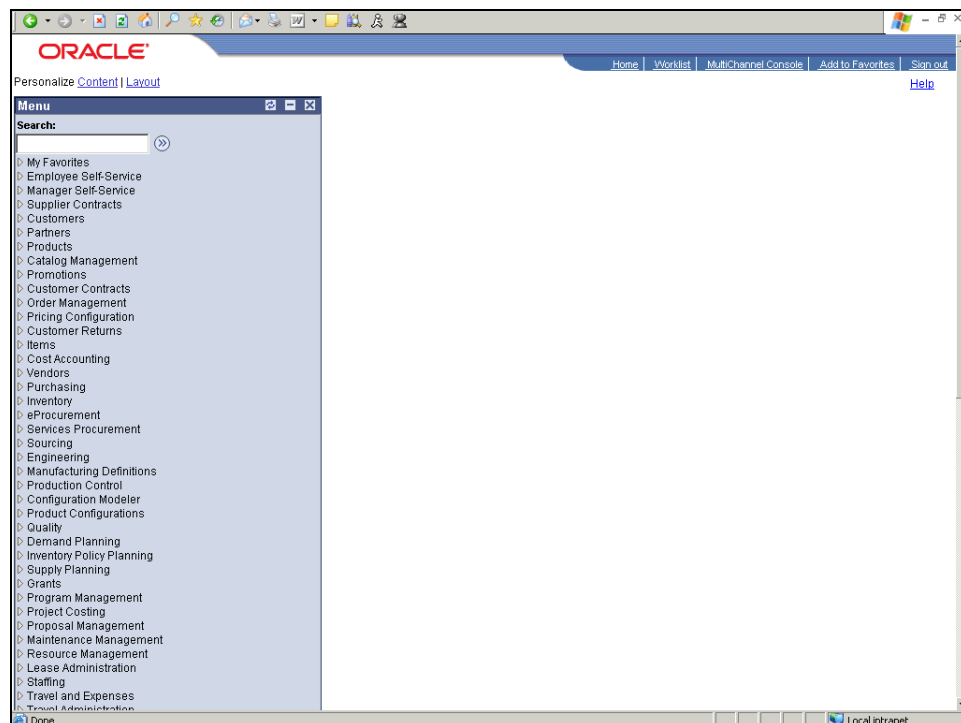 ORACLE'
Home | Worklist | MultiChannel Console | Add to Favorites | Sign out
Personalize Content | Layout
Help
Menu
Search:
My Favorites
Employee Self-Service
Manager Self-Service
Supplier Contracts
Customers
Partners
Products
Catalog Management
Promotions
Customer Contracts
Order Management
Pricing Configuration
Customer Returns
Items
Cost Accounting
Vendors
Purchasing
Inventory
eProcurement
Services Procurement
Sourcing
Engineering
Manufacturing Definitions
Production Control
Configuration Modeler
Product Configurations
Quality
Demand Planning
Inventory Policy Planning
Supply Planning
Grants
Program Management
Project Costing
Proposal Management
Maintenance Management
Resource Management
Lease Administration
Staffing
Travel and Expenses
Travel Administration
Done
Local intranet